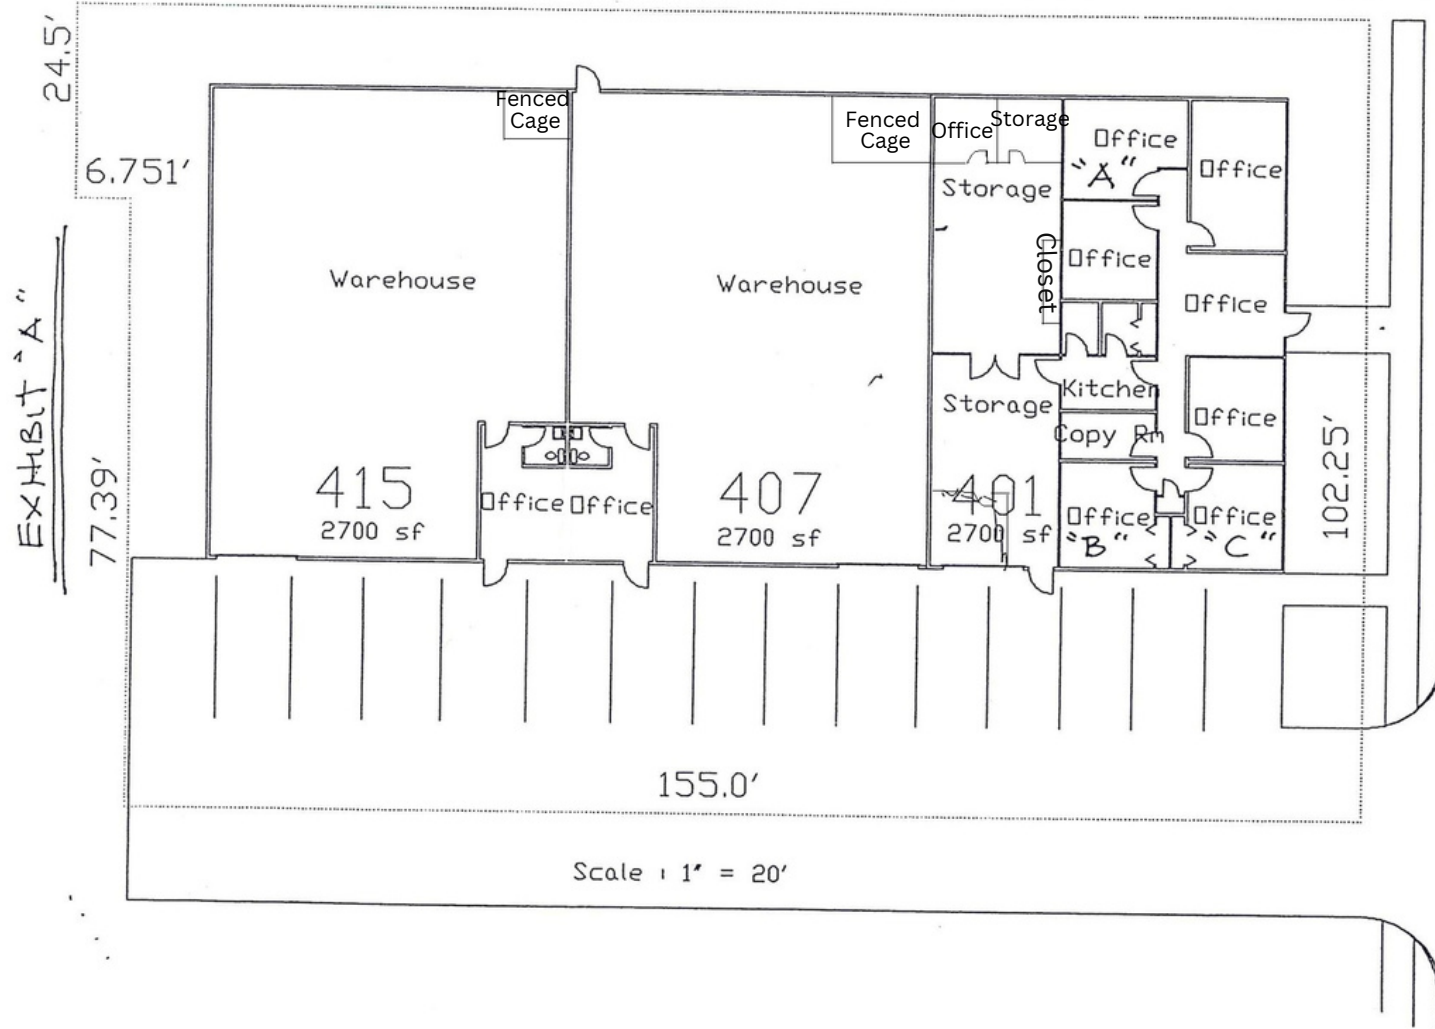 24.5'
6.751'
EXHIBIT "A"
77.39'
Fenced
Cage
Warehouse
415
2700 sf
Office
Office
Warehouse
407
2700 sf
Fenced
Cage
Office
Storage
Storage
Closet
Storage
401
2700 sf
Office
"A"
Office
Office
Office
Kitchen
Copy Rm
Office
Office
"B"
Office
"C"
102.25'
155.0'
Scale : 1" = 20'